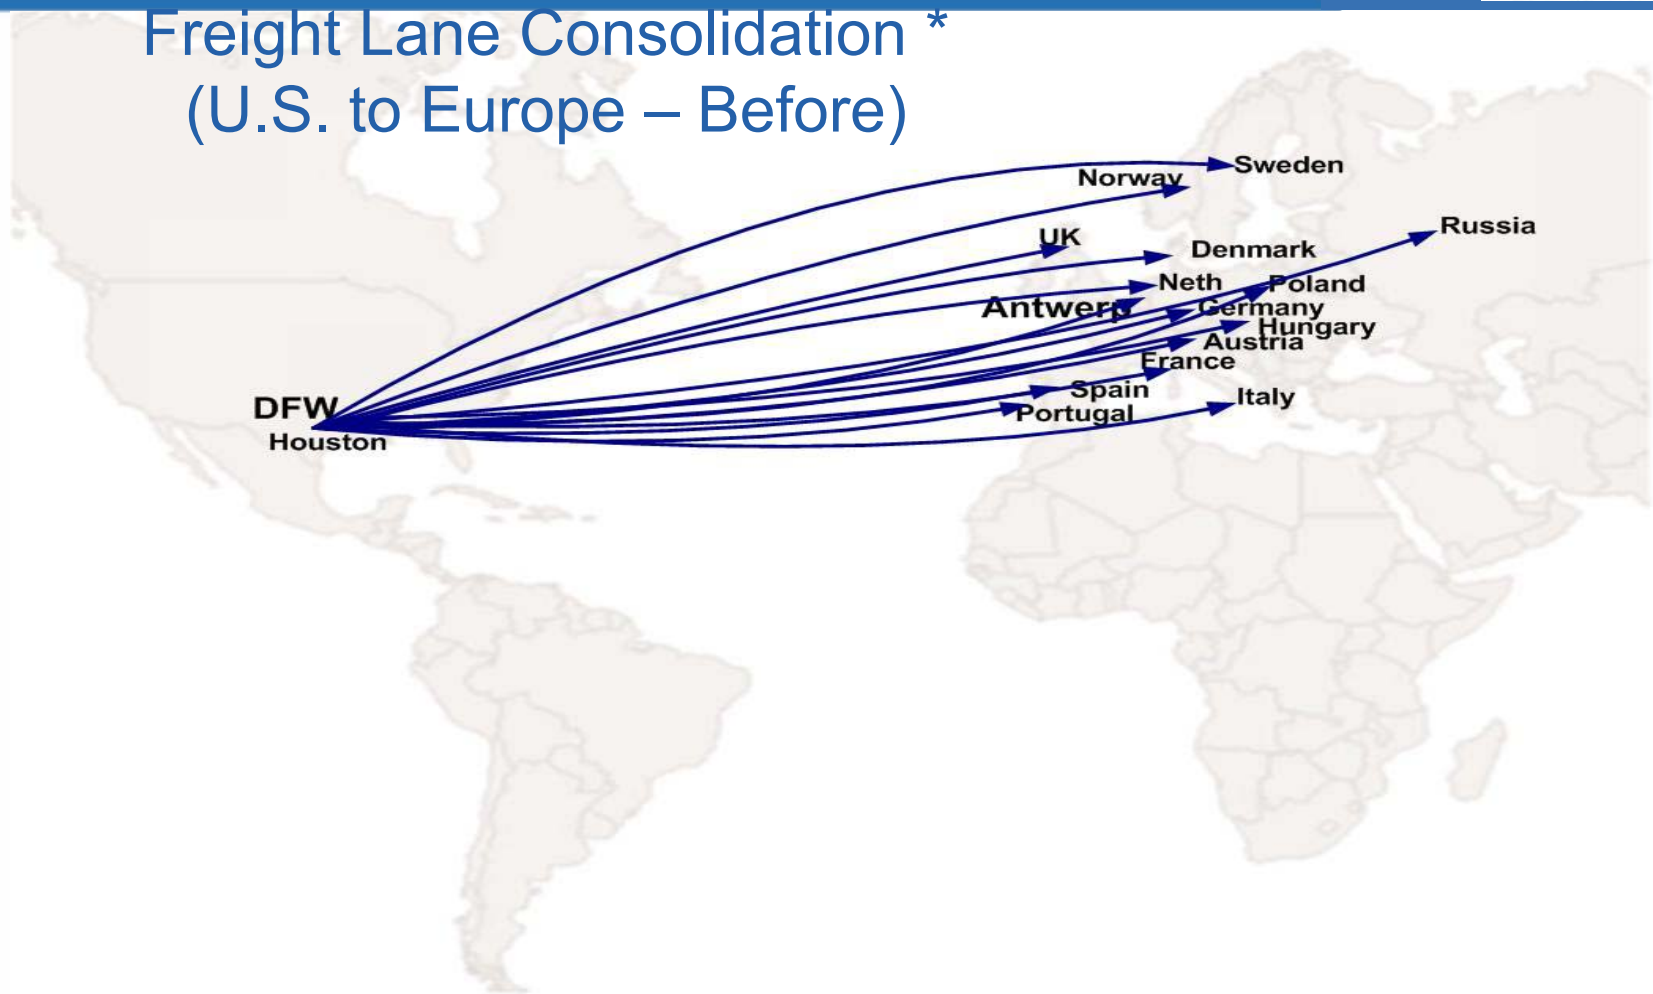 Freight Lane Consolidation *
(U.S. to Europe – Before)
Sweden
Norway
Russia
UK
Denmark
Neth
Poland
Antwerp
Germany
Hungary
Austria
France
Spain
Italy
DFW
Portugal
Houston